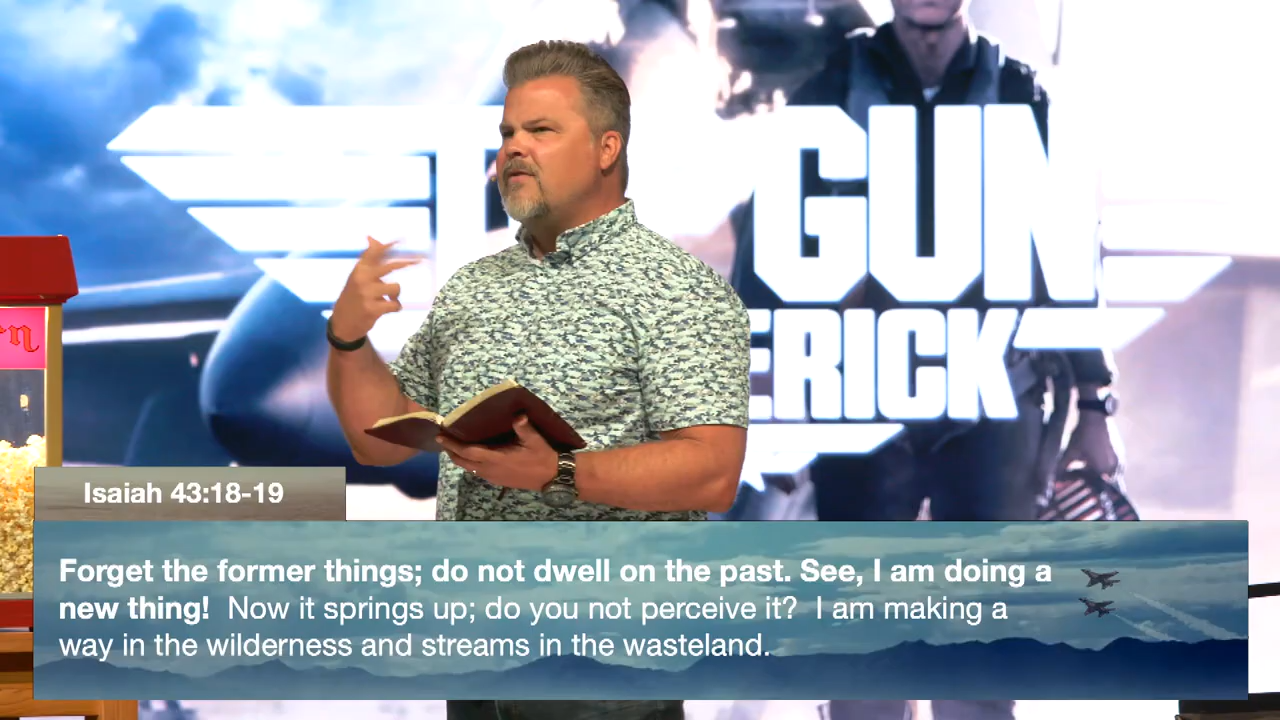 GUN
ERICK
Isaiah 43:18-19
Forget the former things; do not dwell on the past. See, I am doing a
new thing!  Now it springs up; do you not perceive it?  I am making a
way in the wilderness and streams in the wasteland.